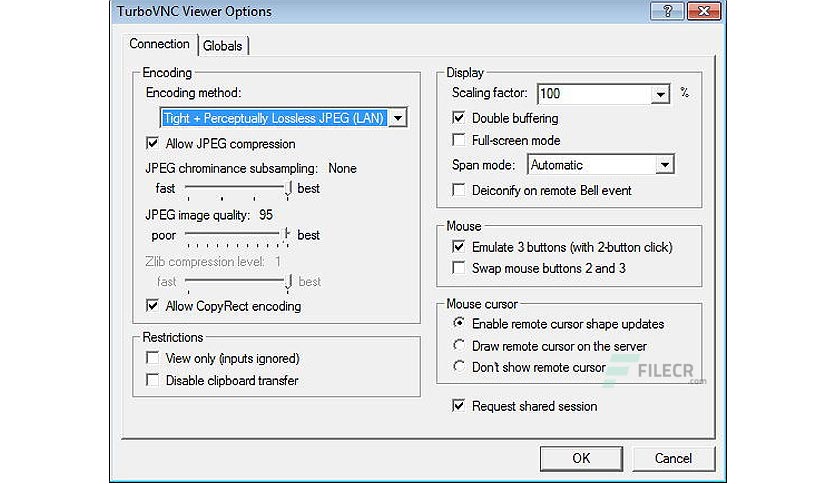 TurboVNC Viewer Options
Connection
Globals
Encoding
Encoding method:
Tight + Perceptually Lossless JPEG (LAN)
Allow JPEG compression
JPEG chrominance subsampling: None
fast best
JPEG image quality: 95
poor best
Zlib compression level: 1
fast best
Allow CopyRect encoding
Restrictions
View only (inputs ignored)
Disable clipboard transfer
Display
Scaling factor: 100 %
Double buffering
Full-screen mode
Span mode: Automatic
Deiconify on remote Bell event
Mouse
Emulate 3 buttons (with 2-button click)
Swap mouse buttons 2 and 3
Mouse cursor
Enable remote cursor shape updates
Draw remote cursor on the server
Don't show remote cursor
FILECR
.com
Request shared session
OK
Cancel